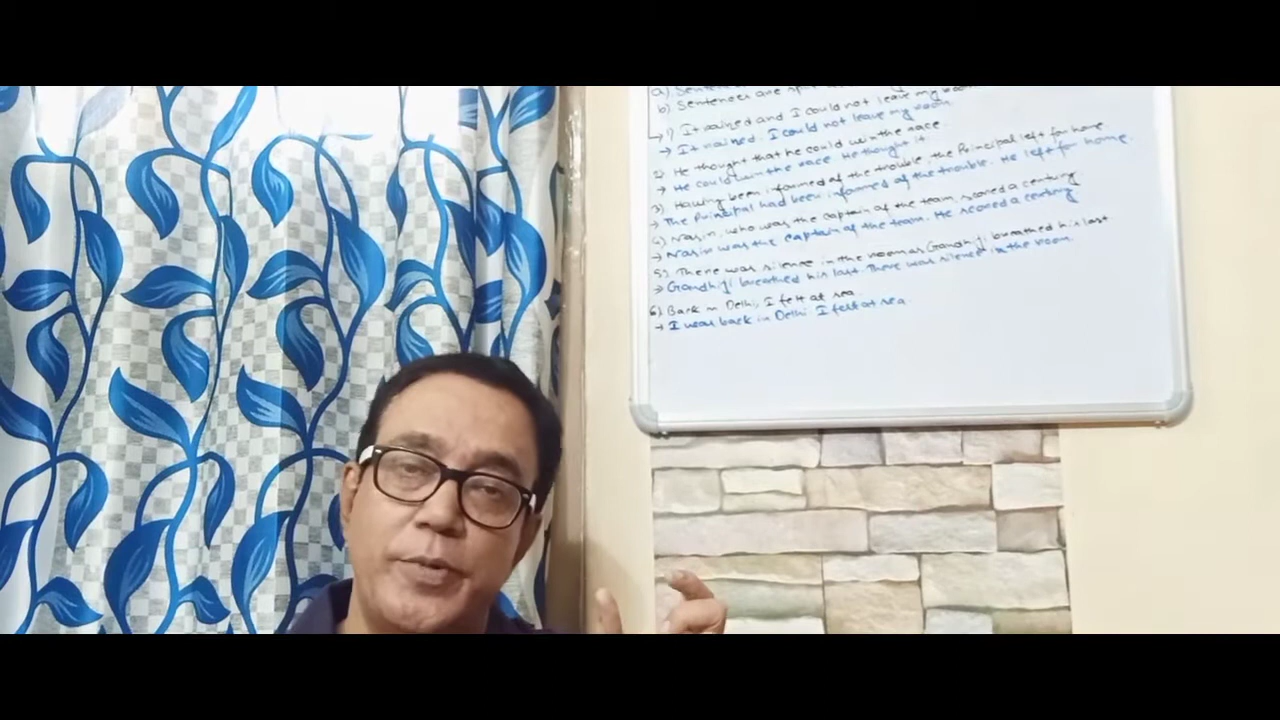 a) Sentence
b) Sentences are
→ 1) It rained and I could not leave my room
→ It rained. I could not leave my room.
2) He thought that he could win the race.
→ He could win the race. He thought it
3) Having been informed of the trouble, the Principal left for home.
→ The Principal had been informed of the trouble. He left for home.
4) Nasir, who was the captain of the team, scored a century
→ Nasir was the captain of the team. He scored a century
5) There was silence in the room as Gandhiji breathed his last
→ Gandhiji breathed his last. There was silence in the room.
6) Back in Delhi, I felt at sea.
→ I was back in Delhi. I felt at sea.